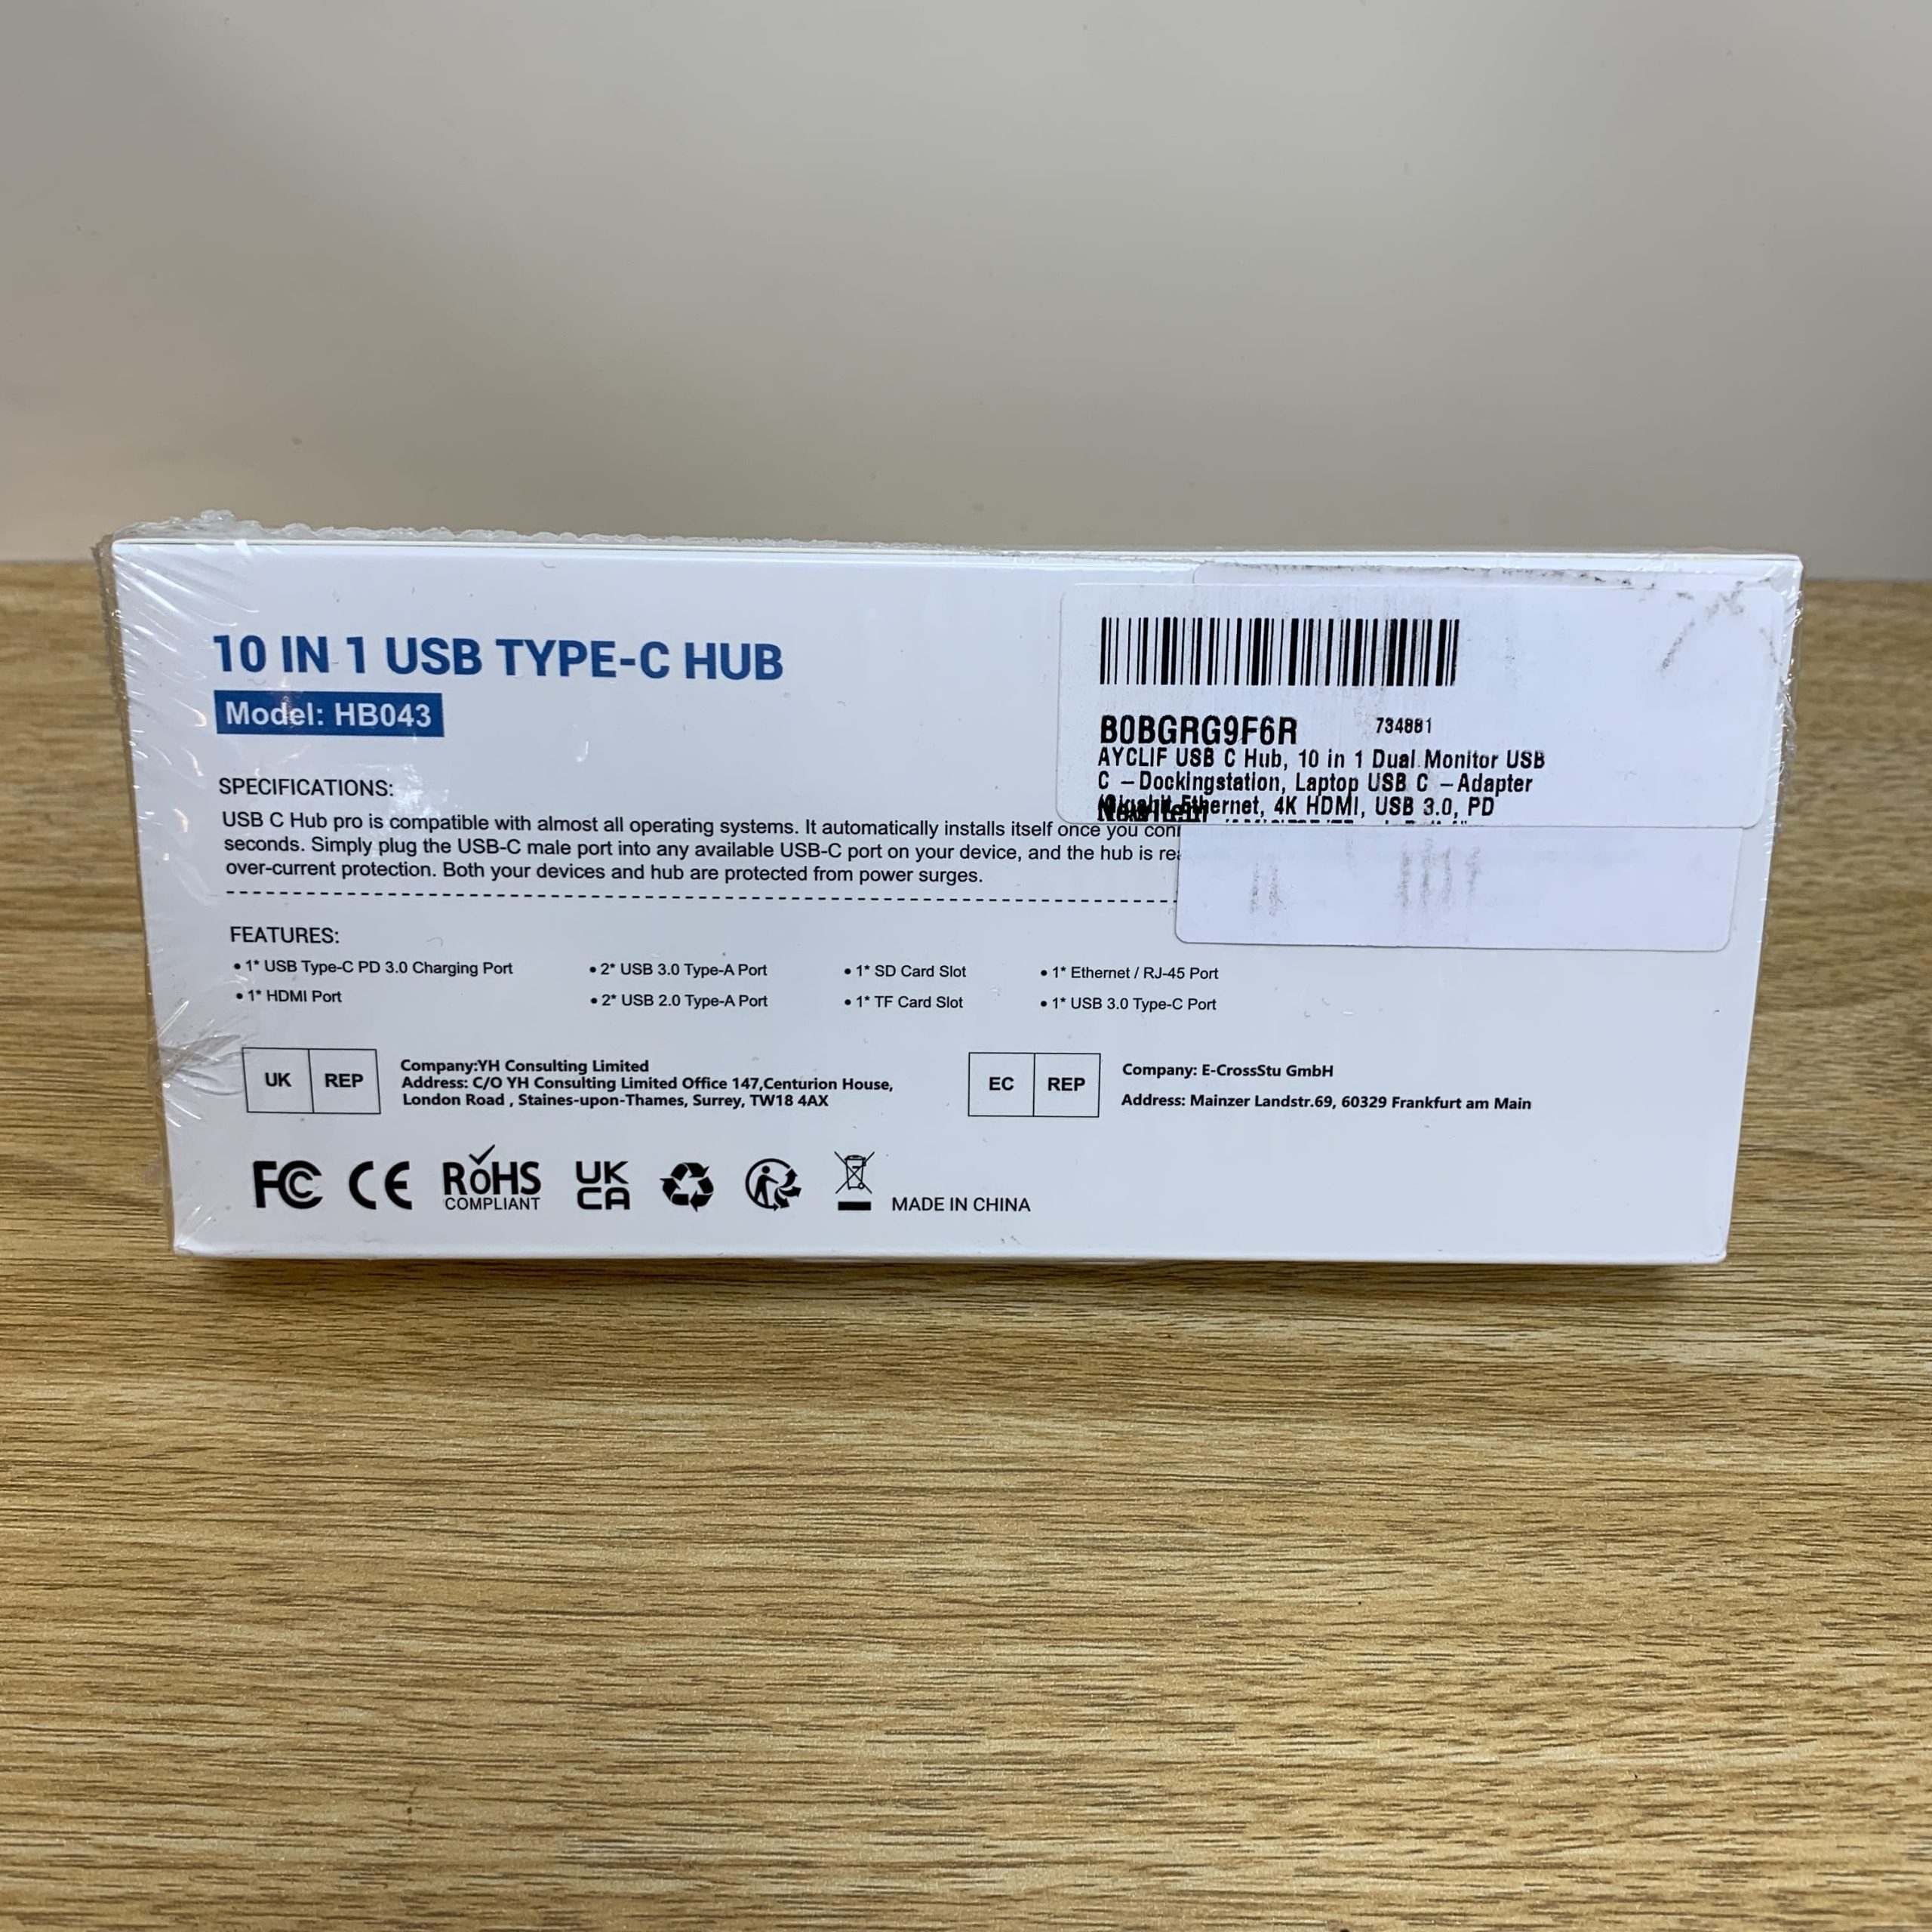 10 IN 1 USB TYPE-C HUB
Model: HB043
B0BGRG9F6R 734881
AYCLIF USB C Hub, 10 in 1 Dual Monitor USB
C -Dockingstation, Laptop USB C -Adapter
Ethernet, 4K HDMI, USB 3.0, PD
SPECIFICATIONS:
USB C Hub pro is compatible with almost all operating systems. It automatically installs itself once you
seconds. Simply plug the USB-C male port into any available USB-C port on your device, and the hub is
over-current protection. Both your devices and hub are protected from power surges.
FEATURES:
• 1* USB Type-C PD 3.0 Charging Port • 2* USB 3.0 Type-A Port • 1* SD Card Slot • 1* Ethernet / RJ-45 Port
• 1* HDMI Port • 2* USB 2.0 Type-A Port • 1* TF Card Slot • 1* USB 3.0 Type-C Port
UK REP
Company:YH Consulting Limited
Address: C/O YH Consulting Limited Office 147,Centurion House,
London Road , Staines-upon-Thames, Surrey, TW18 4AX
EC REP
Company: E-CrossStu GmbH
Address: Mainzer Landstr.69, 60329 Frankfurt am Main
FC CE RoHS COMPLIANT UK CA MADE IN CHINA